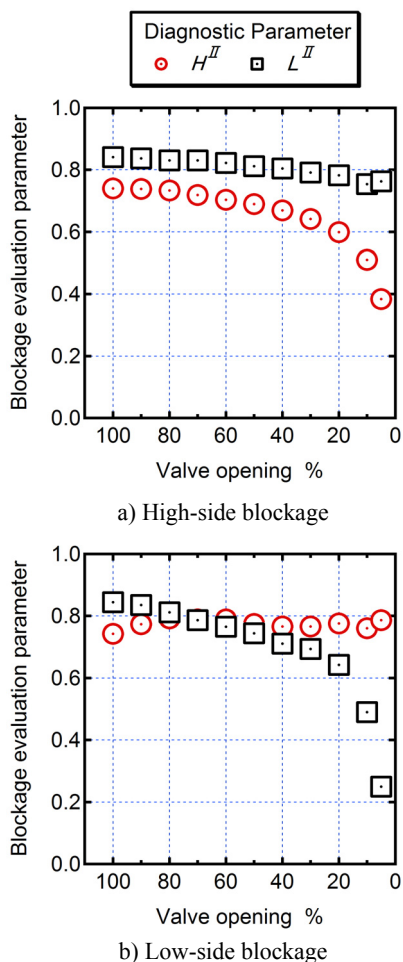 Diagnostic Parameter
H^II L^II
1.0
0.8
0.6
0.4
0.2
0.0
100 80 60 40 20 0
Blockage evaluation parameter
Valve opening %
a) High-side blockage
1.0
0.8
0.6
0.4
0.2
0.0
100 80 60 40 20 0
Blockage evaluation parameter
Valve opening %
b) Low-side blockage